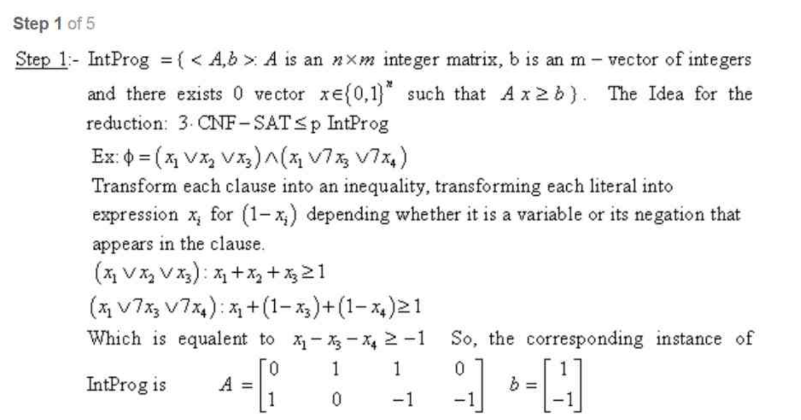 Step 1 of 5
Step 1:- IntProg = { < A,b >: A is an n×m integer matrix, b is an m – vector of integers
and there exists 0 vector x∈{0,1}ⁿ such that A x ≥ b }. The Idea for the
reduction: 3·CNF–SAT ≤p IntProg
Ex: ϕ = (x₁ ∨x₂ ∨x₃)∧(x₁ ∨7x₃ ∨7x₄)
Transform each clause into an inequality, transforming each literal into
expression xᵢ for (1−xᵢ) depending whether it is a variable or its negation that
appears in the clause.
(x₁ ∨x₂ ∨x₃) : x₁ +x₂ +x₃ ≥1
(x₁ ∨7x₃ ∨7x₄) : x₁ +(1−x₃)+(1−x₄)≥1
Which is equalent to x₁ − x₃ − x₄ ≥ −1 So, the corresponding instance of
IntProg is A = [0 1 1 0 b = [1
1 0 −1 −1] −1]